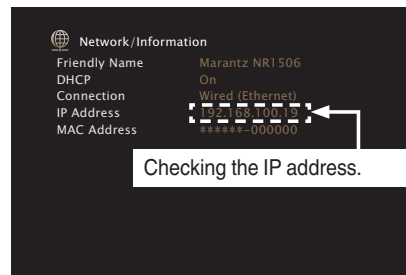 Network/Information
Friendly Name Marantz NR1506
DHCP On
Connection Wired (Ethernet)
IP Address 192.168.100.19
MAC Address ******-000000
Checking the IP address.